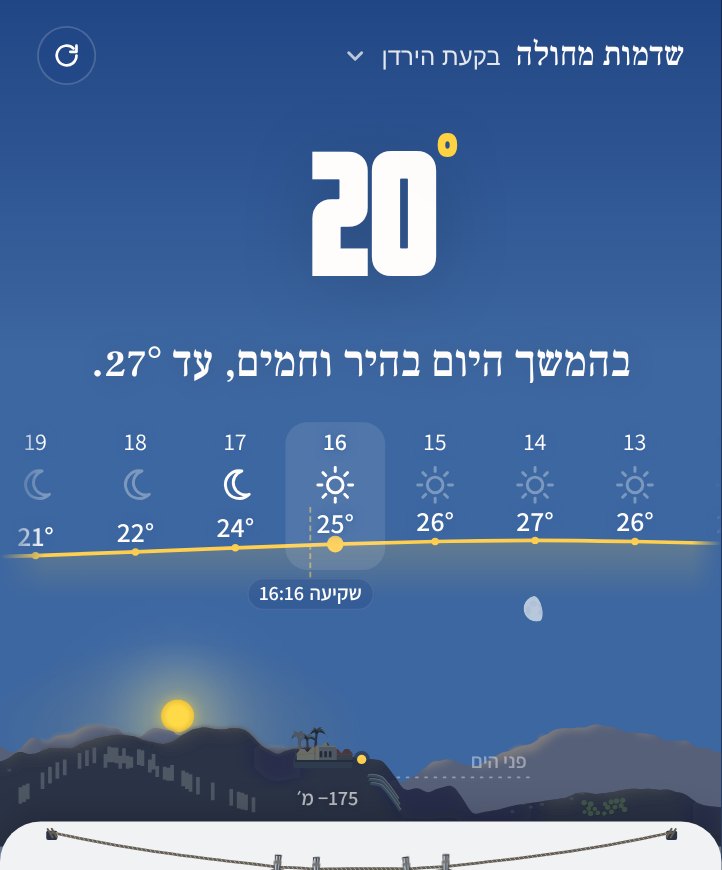 שדמות מחולה בקעת הירדן
20°
בהמשך היום בהיר וחמים, עד 27°.
13 14 15 16 17 18 19
26° 27° 26° 25° 24° 22° 21°
שקיעה 16:16
פני הים
−175 מ׳